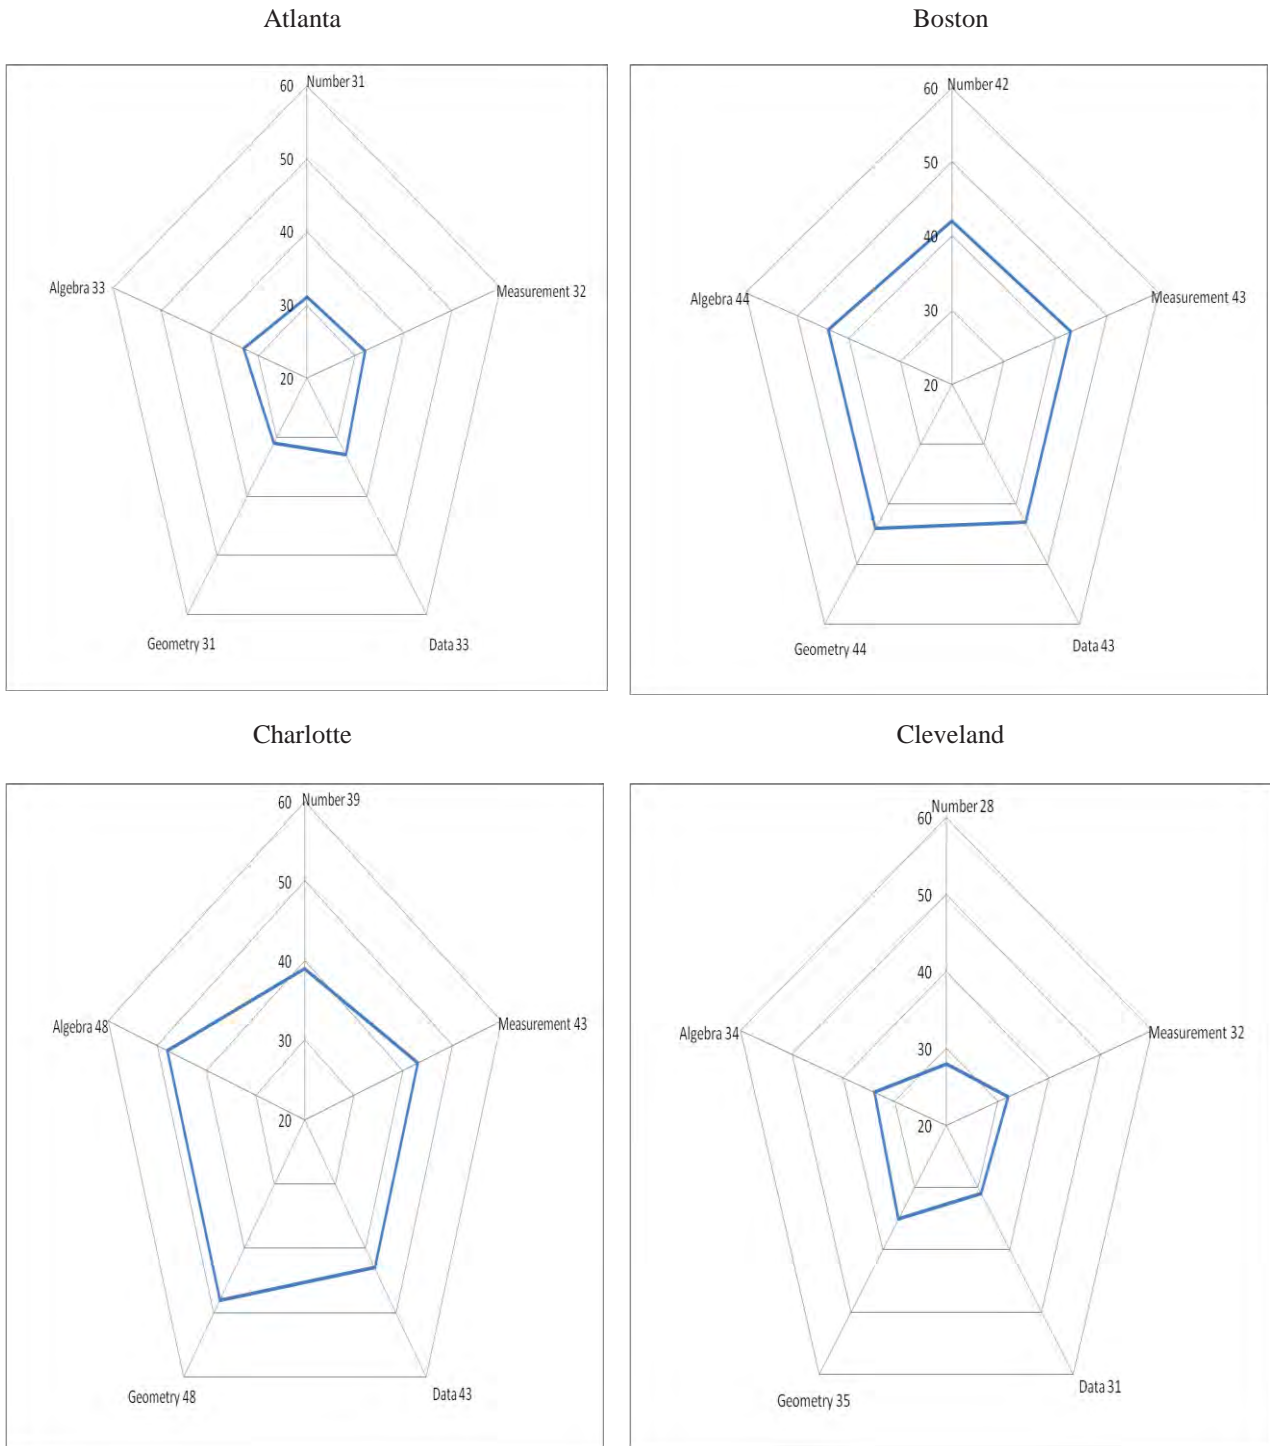 Atlanta
Boston
60
Number 31
50
40
30
20
Algebra 33
Measurement 32
Geometry 31
Data 33
60
Number 42
50
40
30
20
Algebra 44
Measurement 43
Geometry 44
Data 43
Charlotte
Cleveland
60
Number 39
50
40
30
20
Algebra 48
Measurement 43
Geometry 48
Data 43
60
Number 28
50
40
30
20
Algebra 34
Measurement 32
Geometry 35
Data 31